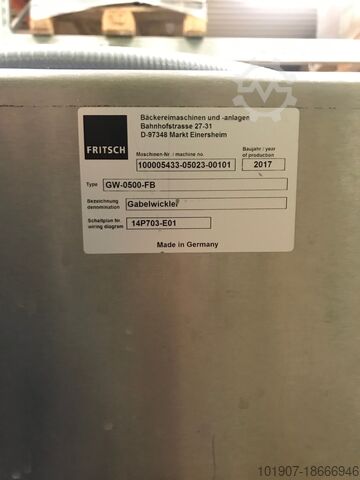 FRITSCH
Bäckereimaschinen und -anlagen
Bahnhofstrasse 27-31
D-97348 Markt Einersheim
Maschinen-Nr. / machine no.
100005433-05023-00101
Baujahr / year
of production
2017
Type
GW-0500-FB
Bezeichnung
denomination
Gabelwickler
Schaltplan Nr.
wiring diagram
14P703-E01
Made in Germany
101907-18666946